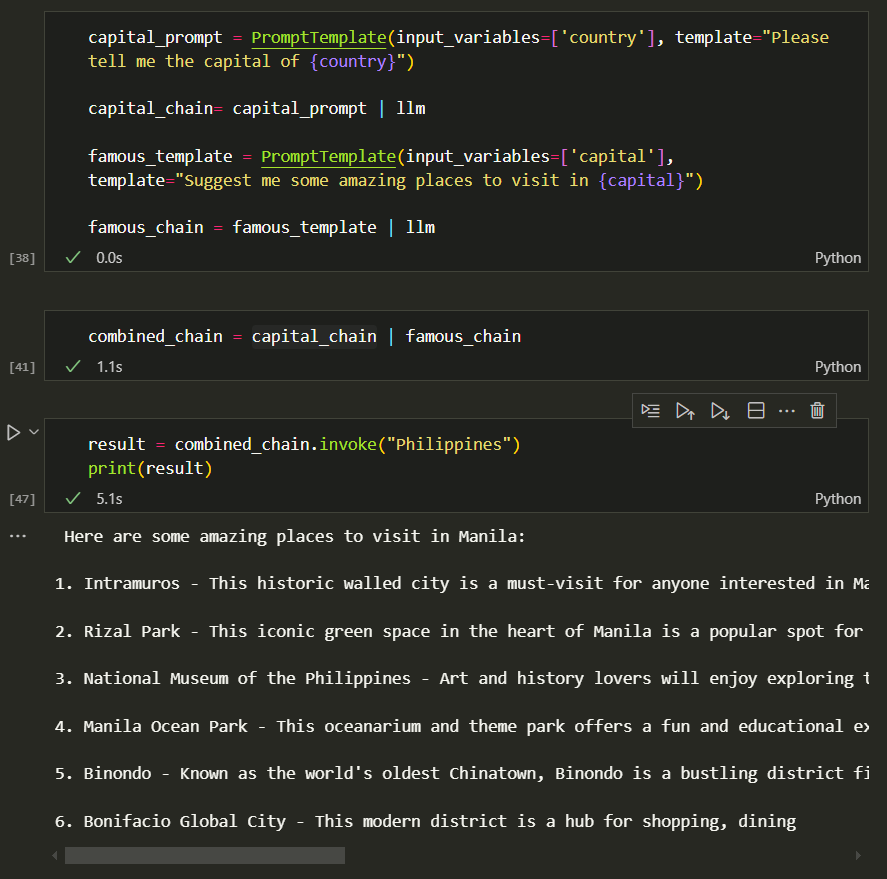 capital_prompt = PromptTemplate(input_variables=['country'], template="Please
tell me the capital of {country}")
capital_chain= capital_prompt | llm
famous_template = PromptTemplate(input_variables=['capital'],
template="Suggest me some amazing places to visit in {capital}")
famous_chain = famous_template | llm
[38] 0.0s Python
combined_chain = capital_chain | famous_chain
[41] 1.1s Python
result = combined_chain.invoke("Philippines")
print(result)
[47] 5.1s Python
Here are some amazing places to visit in Manila:
1. Intramuros - This historic walled city is a must-visit for anyone interested in Ma
2. Rizal Park - This iconic green space in the heart of Manila is a popular spot for
3. National Museum of the Philippines - Art and history lovers will enjoy exploring t
4. Manila Ocean Park - This oceanarium and theme park offers a fun and educational ex
5. Binondo - Known as the world's oldest Chinatown, Binondo is a bustling district fi
6. Bonifacio Global City - This modern district is a hub for shopping, dining